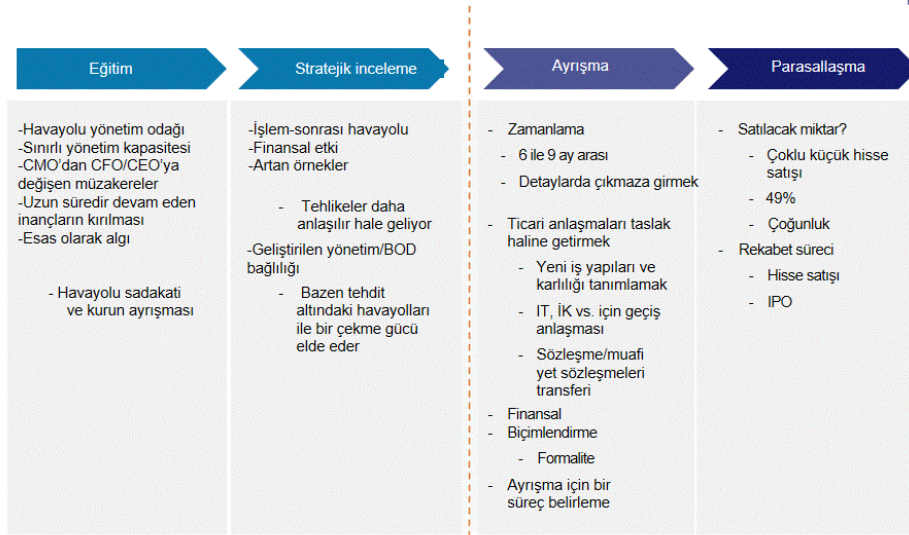 Eğitim
-Havayolu yönetim odağı
-Sınırlı yönetim kapasitesi
-CMO'dan CFO/CEO'ya
değişen müzakereler
-Uzun süredir devam eden
inançların kırılması
-Esas olarak algı
- Havayolu sadakati
ve kurun ayrışması
Stratejik inceleme
-İşlem-sonrası havayolu
-Finansal etki
-Artan örnekler
- Tehlikeler daha
anlaşılır hale geliyor
-Geliştirilen yönetim/BOD
bağlılığı
- Bazen tehdit
altındaki havayolları
ile bir çekme gücü
elde eder
Ayrışma
- Zamanlama
- 6 ile 9 ay arası
- Detaylarda çıkmaza girmek
- Ticari anlaşmaları taslak
haline getirmek
- Yeni iş yapıları ve
karlılığı tanımlamak
- IT, İK vs. için geçiş
anlaşması
- Sözleşme/muafi
yet sözleşmeleri
transferi
- Finansal
- Biçimlendirme
- Formalite
- Ayrışma için bir
süreç belirleme
Parasallaşma
- Satılacak miktar?
- Çoklu küçük hisse
satışı
- 49%
- Çoğunluk
- Rekabet süreci
- Hisse satışı
- IPO